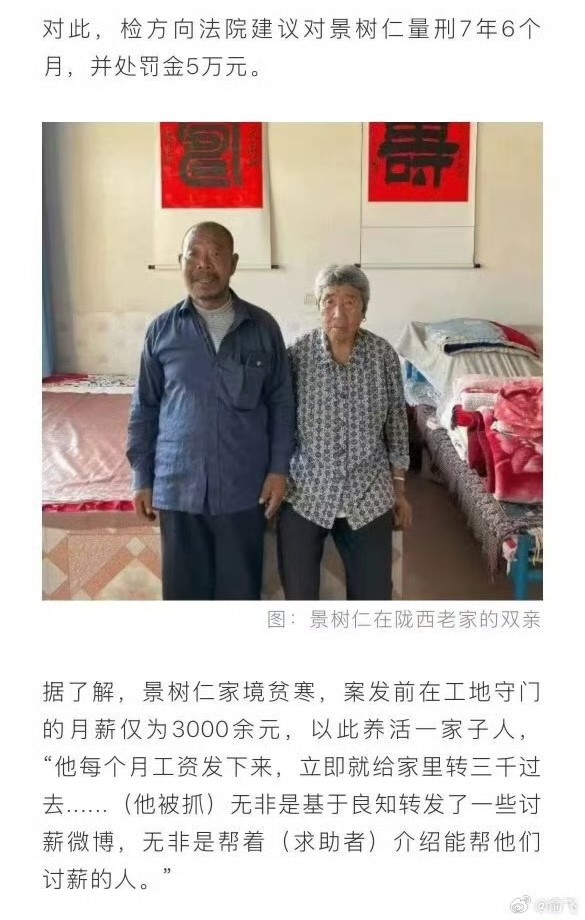 对此，检方向法院建议对景树仁量刑7年6个
月，并处罚金5万元。
寿
图：景树仁在陇西老家的双亲
据了解，景树仁家境贫寒，案发前在工地守门
的月薪仅为3000余元，以此养活一家子人，
“他每个月工资发下来，立即就给家里转三千过
去......（他被抓）无非是基于良知转发了一些讨
薪微博，无非是帮着（求助者）介绍能帮他们
讨薪的人。”
@俞飞